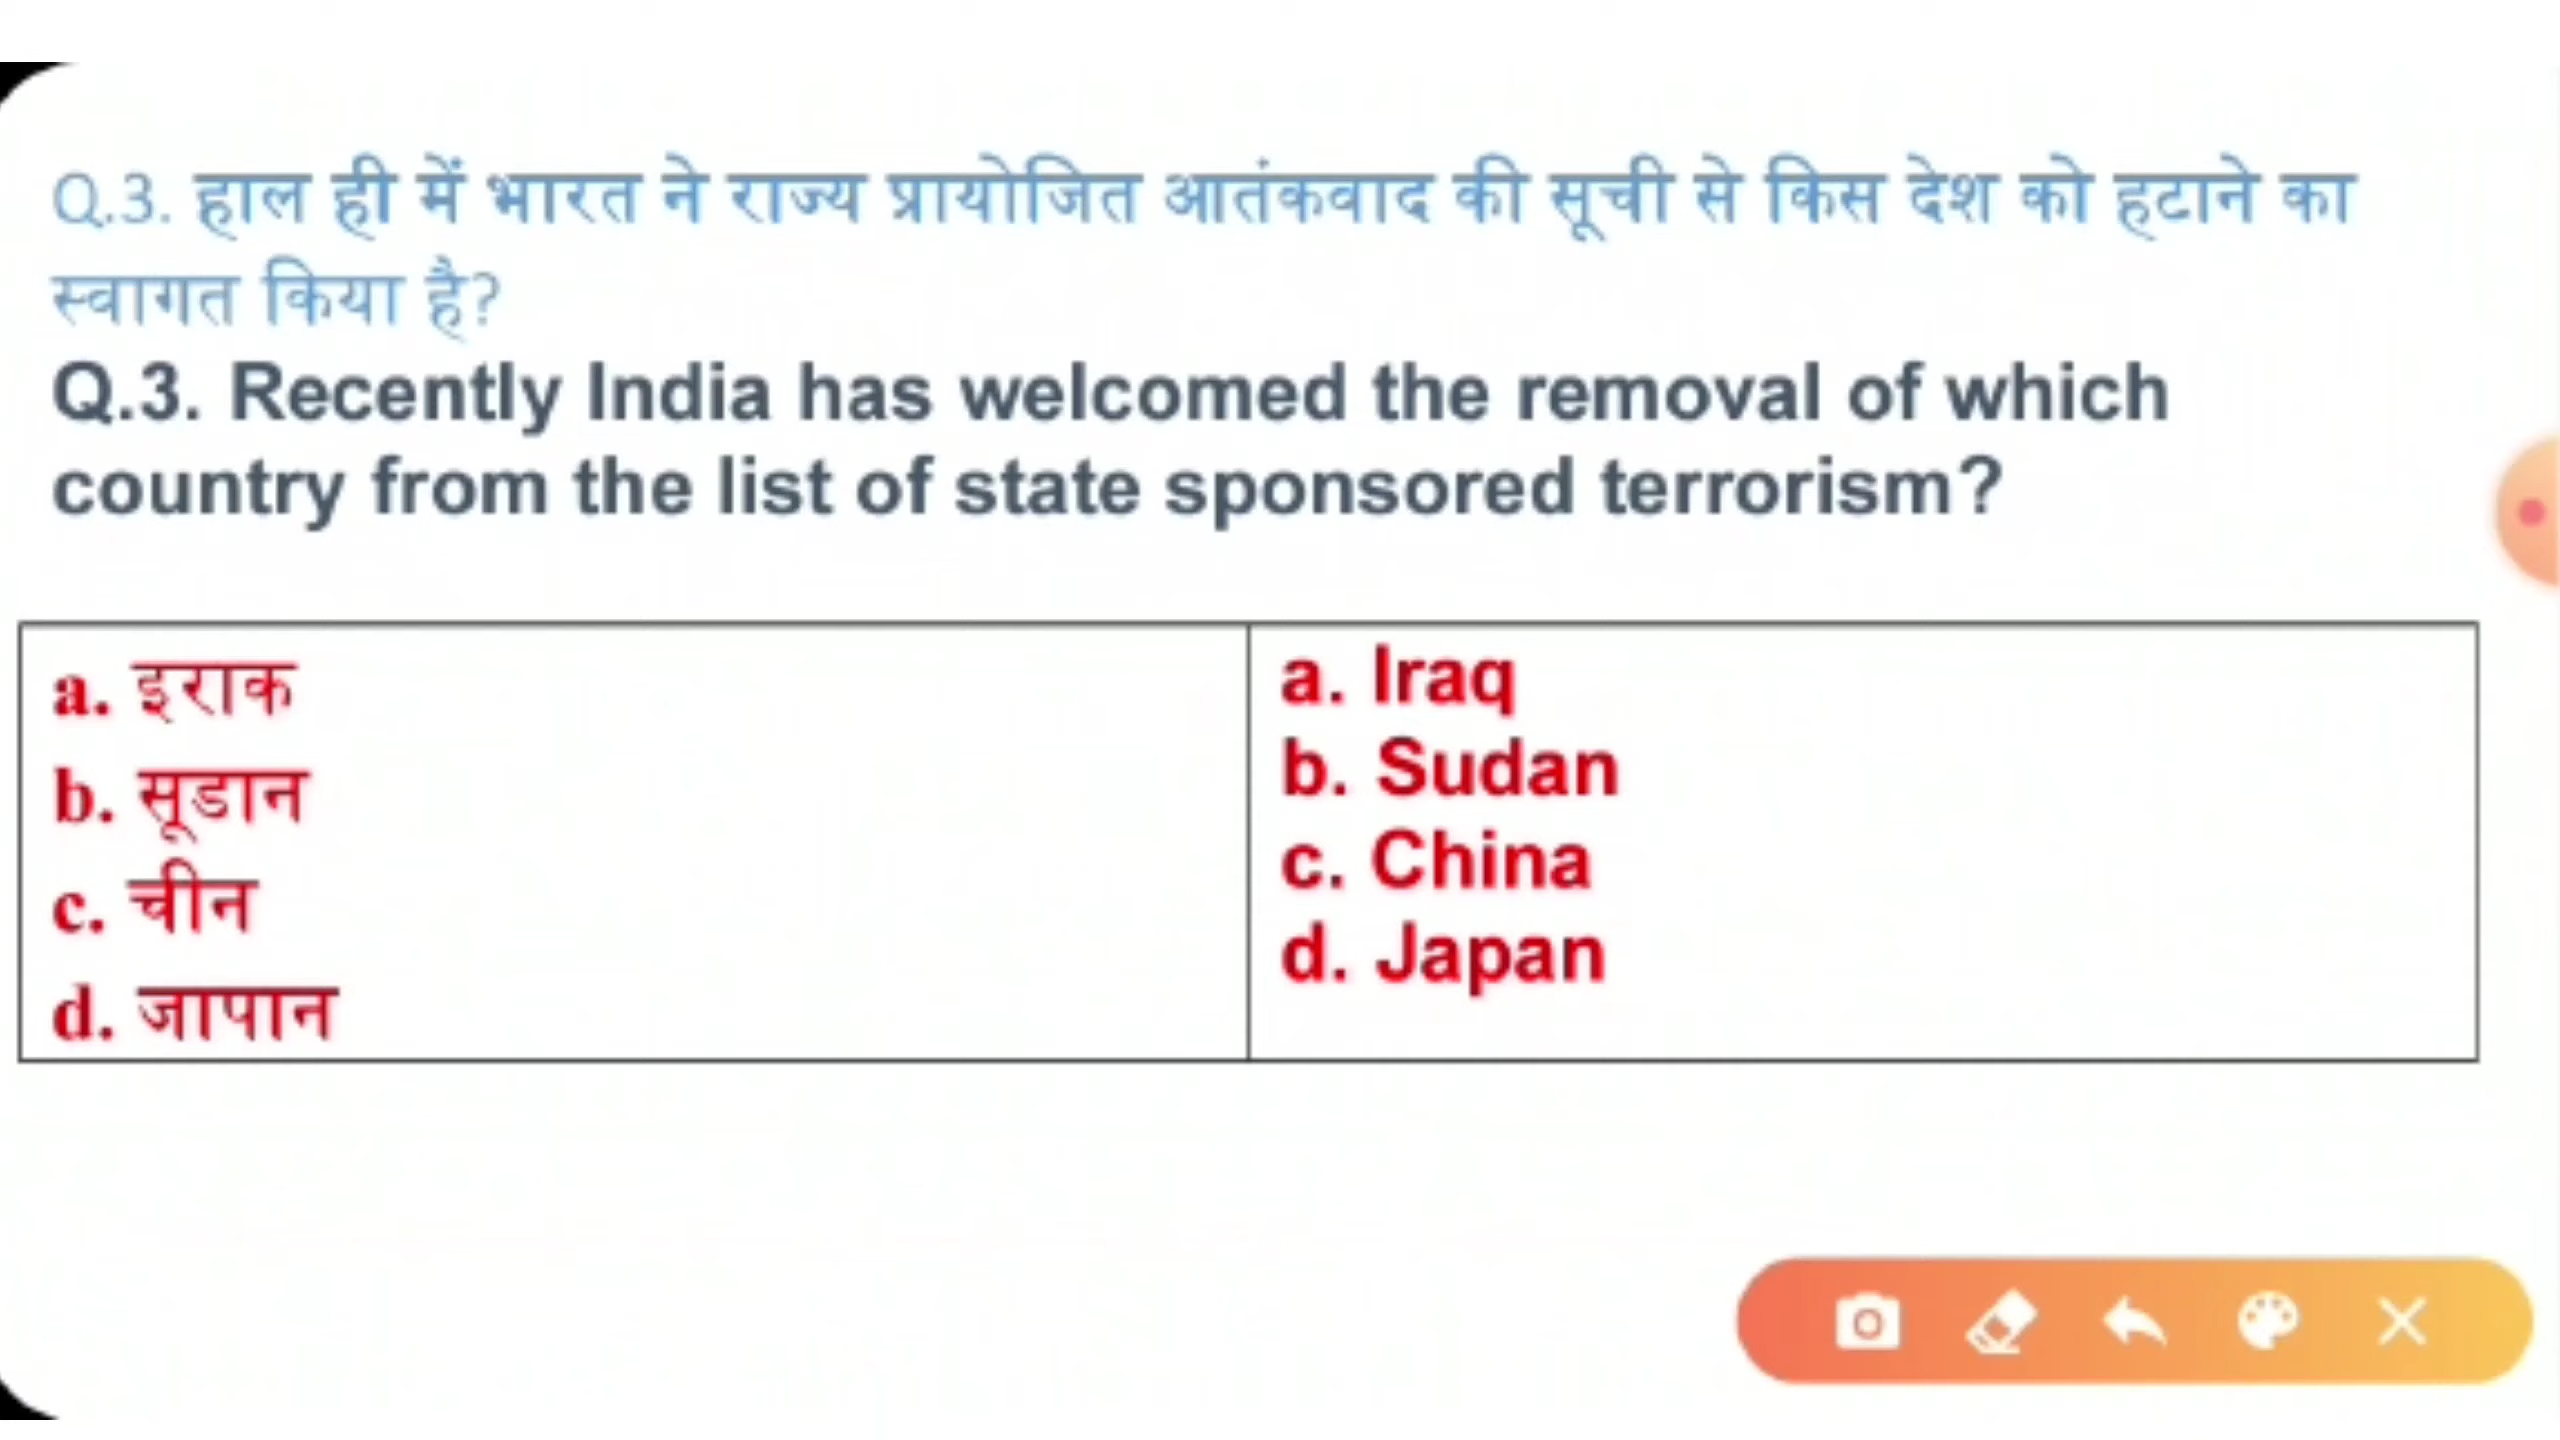 Q.3. हाल ही में भारत ने राज्य प्रायोजित आतंकवाद की सूची से किस देश को हटाने का
स्वागत किया है?
Q.3. Recently India has welcomed the removal of which
country from the list of state sponsored terrorism?
a. इराक
b. सूडान
c. चीन
d. जापान
a. Iraq
b. Sudan
c. China
d. Japan